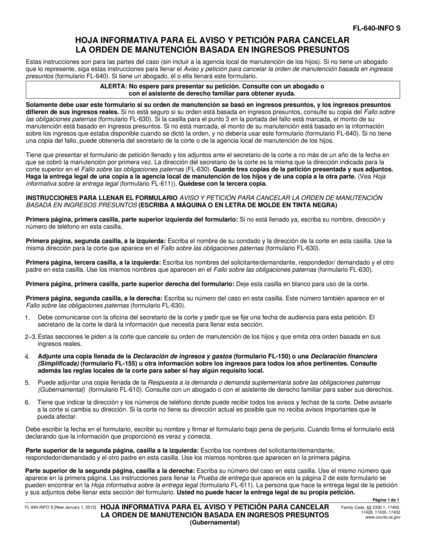 FL-640-INFO S
HOJA INFORMATIVA PARA EL AVISO Y PETICIÓN PARA CANCELAR
LA ORDEN DE MANUTENCIÓN BASADA EN INGRESOS PRESUNTOS
Estas instrucciones son para las partes del caso (sin incluir a la agencia local de manutención de los hijos). Si no tiene un abogado
que lo represente, siga estas instrucciones para llenar el Aviso y petición para cancelar la orden de manutención basada en ingresos
presuntos (formulario FL-640). Si tiene un abogado, él o ella llenará este formulario.
ALERTA: No espere para presentar su petición. Consulte con un abogado o
con el asistente de derecho familiar para obtener ayuda.
Solamente debe usar este formulario si su orden de manutención se basó en ingresos presuntos, y los ingresos presuntos
difieren de sus ingresos reales. Si no está seguro si su orden está basada en ingresos presuntos, consulte su copia del Fallo sobre
las obligaciones paternas (formulario FL-630). Si la casilla para el punto 3 en la portada del fallo está marcada, el monto de su
manutención está basado en ingresos presuntos. Si no está marcada, el monto de su manutención está basado en la información
sobre los ingresos que estaba disponible cuando se dictó la orden, y no debería usar este formulario (formulario FL-640). Si no tiene
una copia del fallo, puede obtenerla del secretario de la corte o de la agencia local de manutención de los hijos.
Tiene que presentar el formulario de petición llenado y los adjuntos ante el secretario de la corte a no más de un año de la fecha en
que se cobró la manutención por primera vez. La dirección del secretario de la corte es la misma que la dirección indicada para la
corte superior en el Fallo sobre las obligaciones paternas (FL-630). Guarde tres copias de la petición presentada y sus adjuntos.
Haga la entrega legal de una copia a la agencia local de manutención de los hijos y de una copia a la otra parte. (Vea Hoja
informativa sobre la entrega legal (formulario FL-611)). Quédese con la tercera copia.
INSTRUCCIONES PARA LLENAR EL FORMULARIO AVISO Y PETICIÓN PARA CANCELAR LA ORDEN DE MANUTENCIÓN
BASADA EN INGRESOS PRESUNTOS (ESCRIBA A MÁQUINA O EN LETRA DE MOLDE EN TINTA NEGRA)
Primera página, primera casilla, parte superior izquierda del formulario: Si no está llenado ya, escriba su nombre, dirección y
número de teléfono en esta casilla.
Primera página, segunda casilla, a la izquierda: Escriba el nombre de su condado y la dirección de la corte en esta casilla. Use la
misma dirección para la corte que aparece en el Fallo sobre las obligaciones paternas (formulario FL-630).
Primera página, tercera casilla, a la izquierda: Escriba los nombres del solicitante/demandante, respondedor/ demandado y el otro
padre en esta casilla. Use los mismos nombres que aparecen en el Fallo sobre las obligaciones paternas (formulario FL-630).
Primera página, primera casilla, parte superior derecha del formulario: Deje esta casilla en blanco para uso de la corte.
Primera página, segunda casilla, a la derecha: Escriba su número del caso en esta casilla. Este número también aparece en el
Fallo sobre las obligaciones paternas (formulario FL-630).
1. Debe comunicarse con la oficina del secretario de la corte y pedir que se fije una fecha de audiencia para esta petición. El
secretario de la corte le dará la información que necesita para llenar esta sección.
2–3. Estas secciones le piden a la corte que cancele su orden de manutención de los hijos y que emita otra orden basada en sus
ingresos reales.
4. Adjunte una copia llenada de la Declaración de ingresos y gastos (formulario FL-150) o una Declaración financiera
(Simplificada) (formulario FL-155) u otra información sobre los ingresos para todos los años pertinentes. Consulte
además las reglas locales de la corte para saber si hay algún requisito local.
5. Puede adjuntar una copia llenada de la Respuesta a la demanda o demanda suplementaria sobre las obligaciones paternas
(Gubernamental) (formulario FL-610). Consulte con un abogado o con el asistente de derecho familiar para saber sus derechos.
6. Tiene que indicar la dirección y los números de teléfono donde puede recibir todos los avisos y fechas de la corte. Debe avisarle
a la corte si cambia su dirección. Si la corte no tiene su dirección actual es posible que no reciba avisos importantes que le
pueda afectar.
Debe escribir la fecha en el formulario, escribir su nombre y firmar el formulario bajo pena de perjurio. Cuando firma el formulario está
declarando que la información que proporcionó es veraz y correcta.
Parte superior de la segunda página, casilla a la izquierda: Escriba los nombres del solicitante/demandante,
respondedor/demandado y el otro padre en esta casilla. Use los mismos nombres que aparecen en la primera página.
Parte superior de la segunda página, casilla a la derecha: Escriba su número del caso en esta casilla. Use el mismo número que
aparece en la primera página. Las instrucciones para llenar la Prueba de entrega que aparece en la página 2 de este formulario se
pueden encontrar en la Hoja informativa sobre la entrega legal (formulario FL-611). La persona que hace la entrega legal de la petición
y sus adjuntos debe llenar esta sección del formulario. Usted no puede hacer la entrega legal de su propia petición.
Página 1 de 1
FL-640-INFO S [New January 1, 2012]
HOJA INFORMATIVA PARA EL AVISO Y PETICIÓN PARA CANCELAR
LA ORDEN DE MANUTENCIÓN BASADA EN INGRESOS PRESUNTOS
(Gubernamental)
Family Code, §§ 2330.1, 17400,
17428, 17430, 17432
www.courts.ca.gov